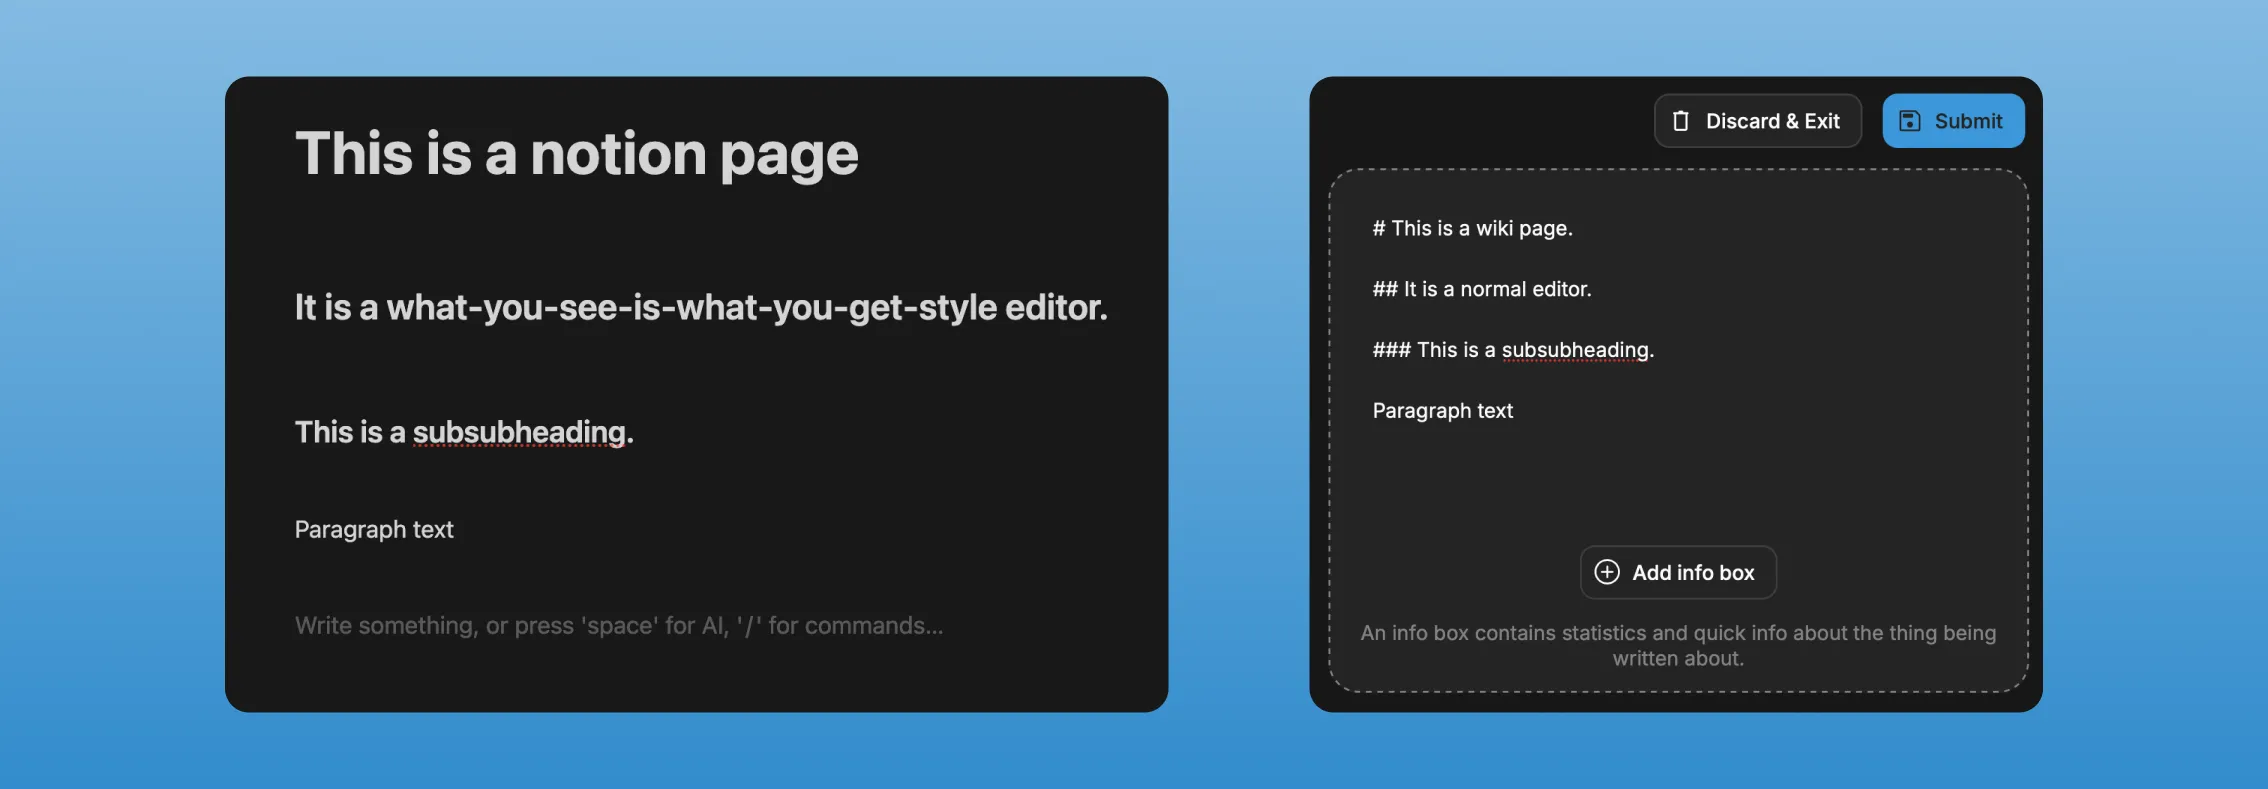 This is a notion page
It is a what-you-see-is-what-you-get-style editor.
This is a subsubheading.
Paragraph text
Write something, or press 'space' for AI, '/' for commands...
Discard & Exit
Submit
# This is a wiki page.
## It is a normal editor.
### This is a subsubheading.
Paragraph text
Add info box
An info box contains statistics and quick info about the thing being
written about.